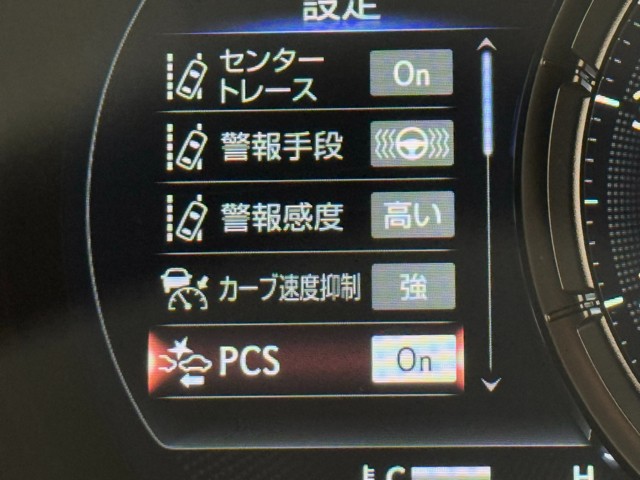 設定
センター
トレース
On
警報手段
警報感度
高い
カーブ速度抑制
強
PCS
On
C
H